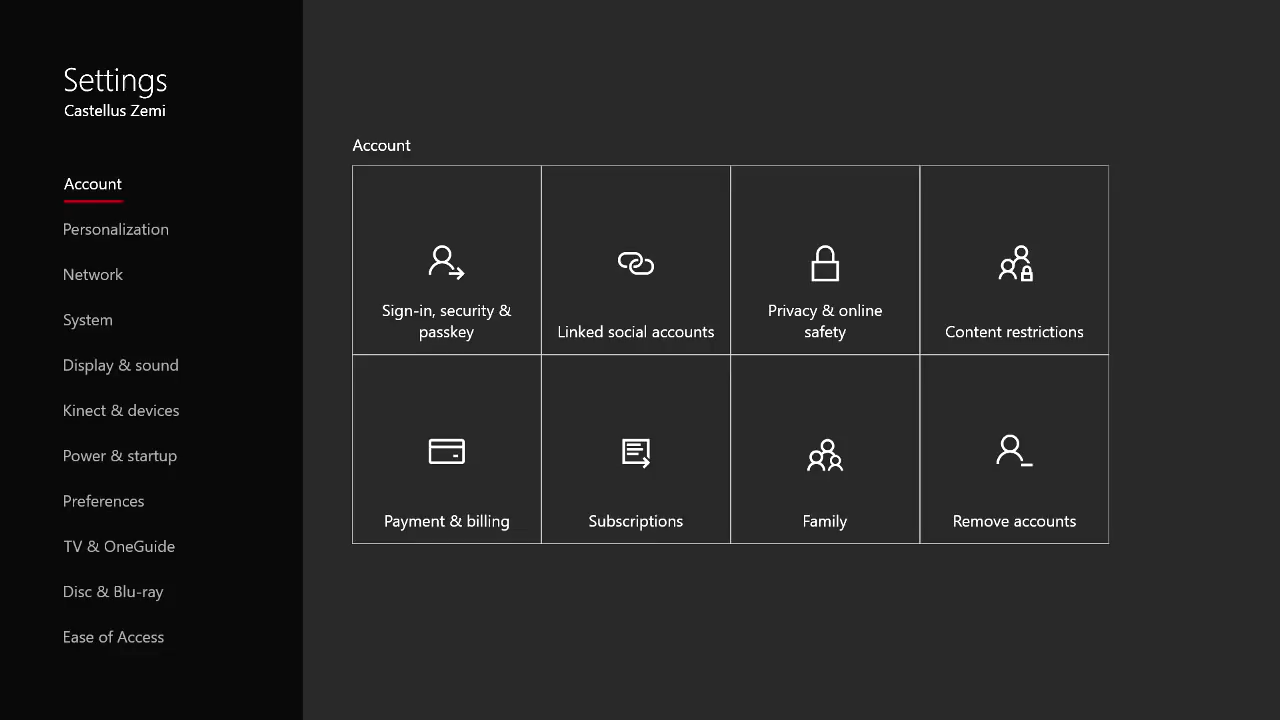 Settings
Castellus Zemi
Account
Personalization
Network
System
Display & sound
Kinect & devices
Power & startup
Preferences
TV & OneGuide
Disc & Blu-ray
Ease of Access
Account
Sign-in, security &
passkey
Linked social accounts
Privacy & online
safety
Content restrictions
Payment & billing
Subscriptions
Family
Remove accounts